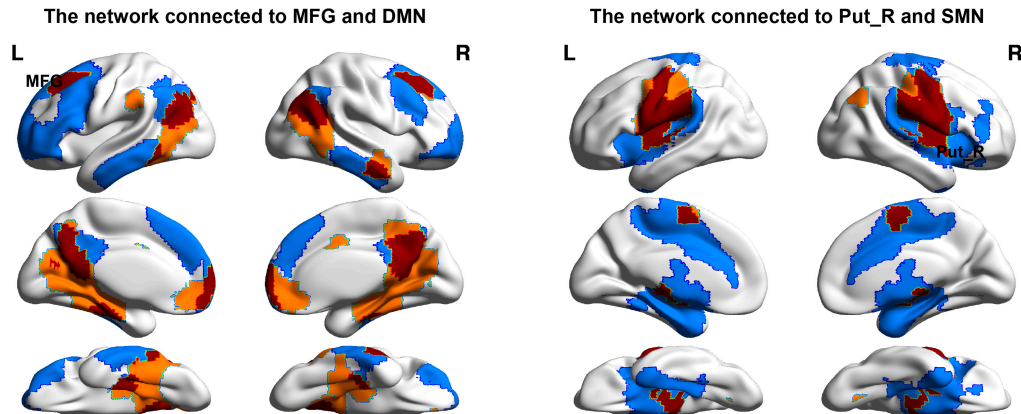 The network connected to MFG and DMN
The network connected to Put_R and SMN
L
R
L
R
MFG
Put_R